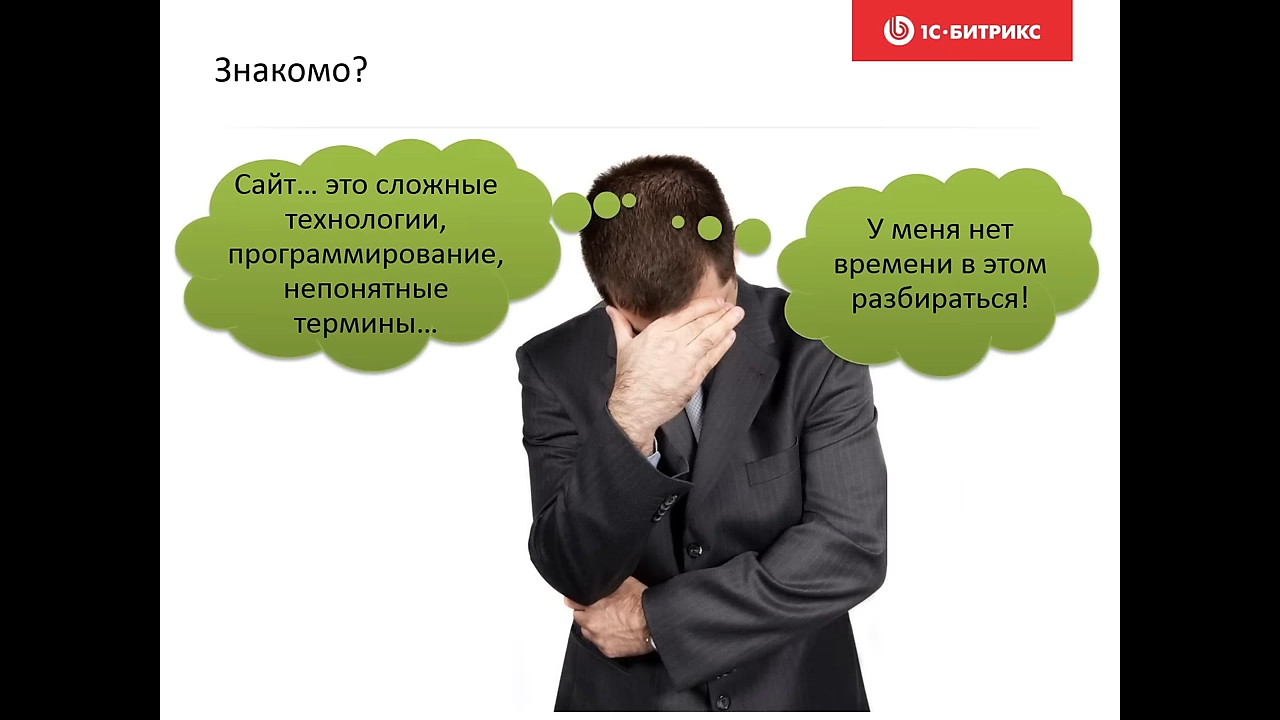 1С·БИТРИКС
Знакомо?
Сайт... это сложные
технологии,
программирование,
непонятные
термины...
У меня нет
времени в этом
разбираться!